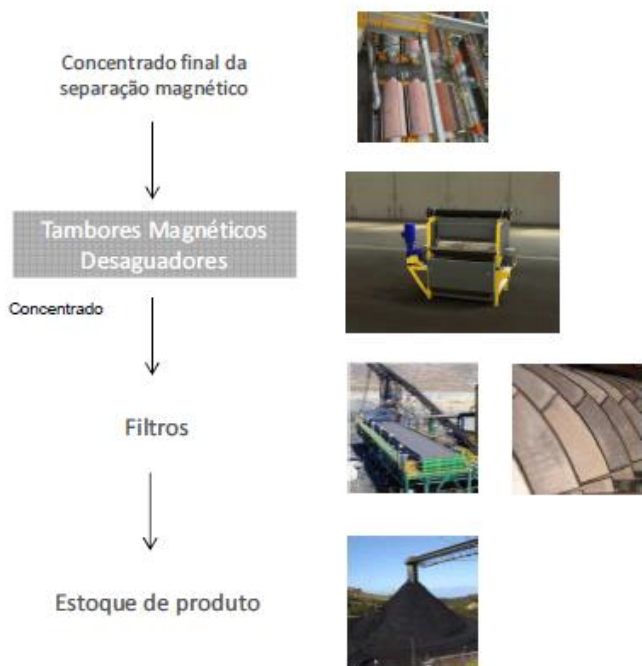 Concentrado final da
separação magnético
Tambores Magnéticos
Desaguadores
Concentrado
Filtros
Estoque de produto